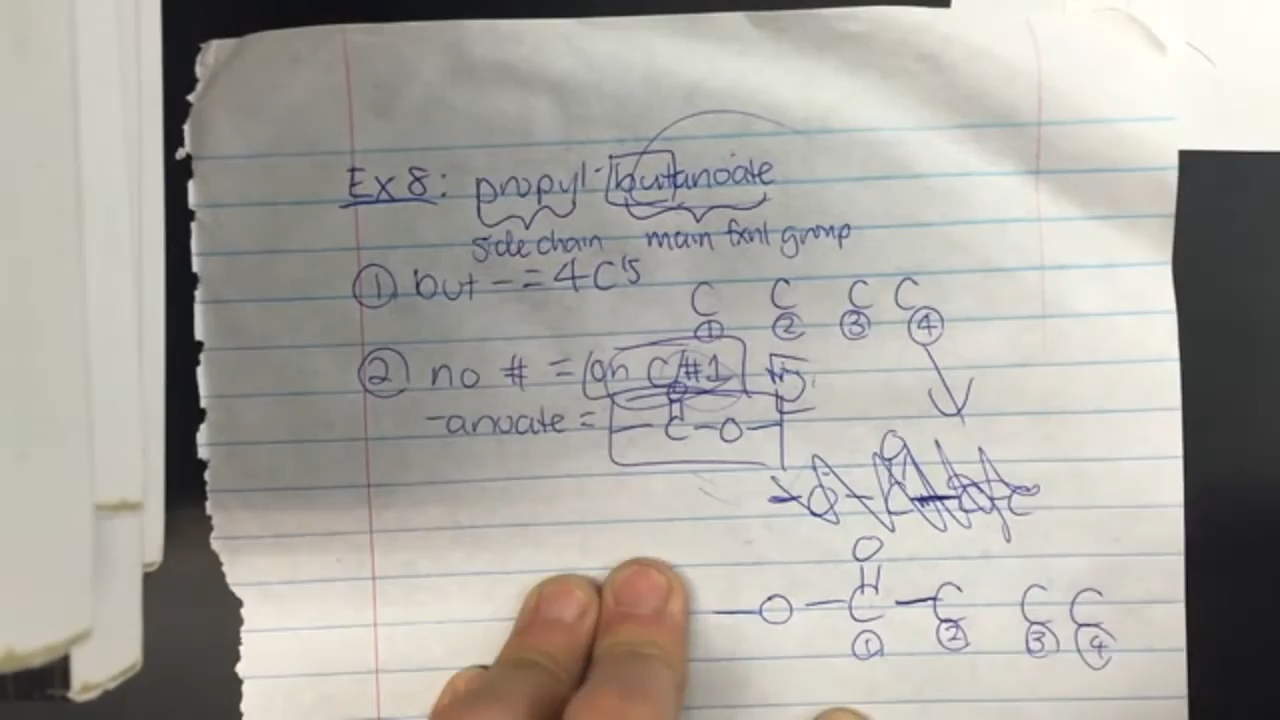 Ex 8: propyl-butanoate
side chain main fxnl group
① but- = 4 C's
C C C C
① ② ③ ④
② no # = on C #1
-anoate = -C-O-
O
O
-O-C-C C C
① ② ③ ④